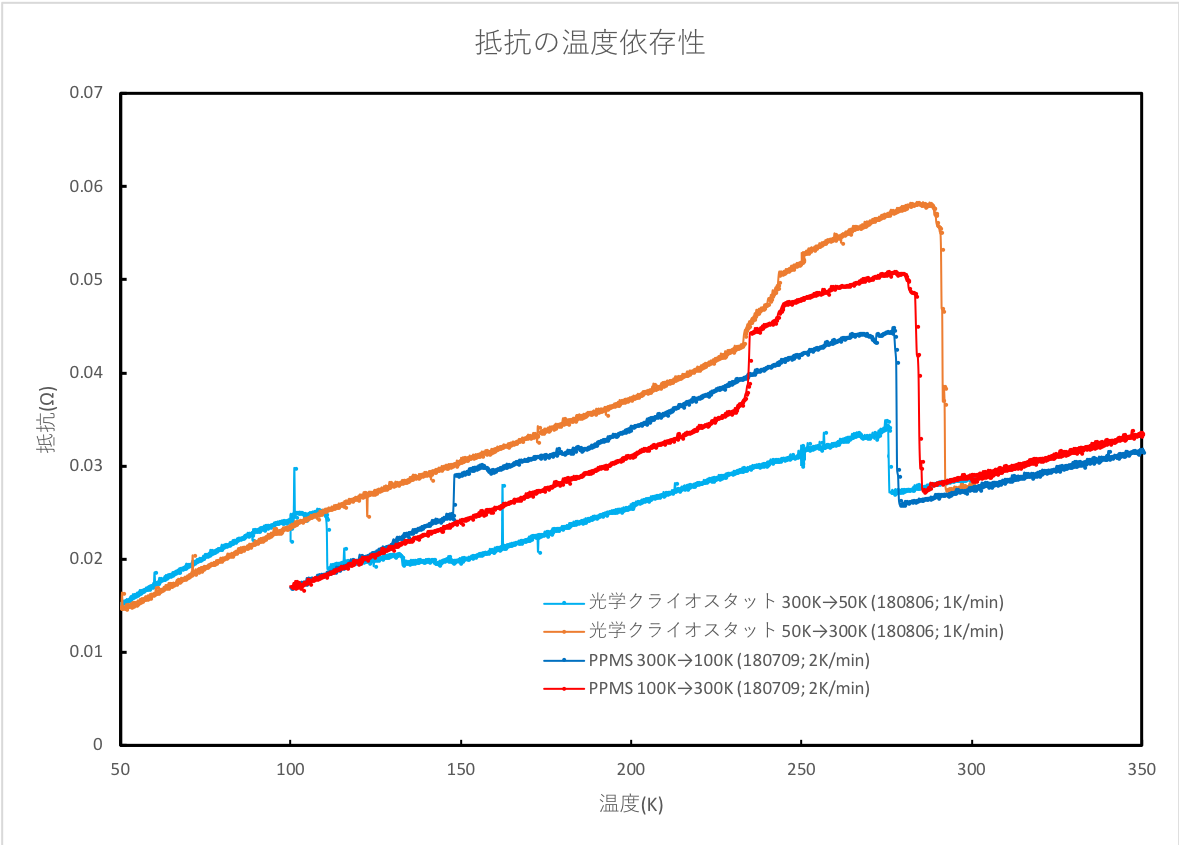 抵抗の温度依存性
0.07
0.06
0.05
0.04
0.03
0.02
0.01
0
抵抗(Ω)
光学クライオスタット 300K→50K (180806; 1K/min)
光学クライオスタット 50K→300K (180806; 1K/min)
PPMS 300K→100K (180709; 2K/min)
PPMS 100K→300K (180709; 2K/min)
50 100 150 200 250 300 350
温度(K)